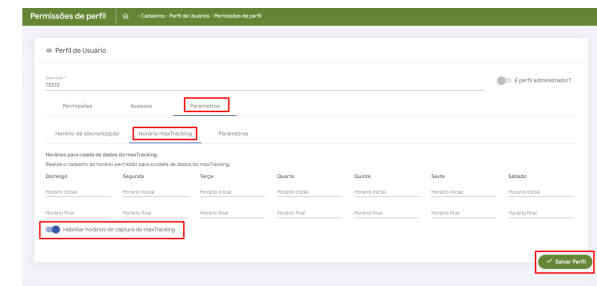 Permissões de perfil - Cadastros - Perfil de Usuários - Permissões de perfil
Perfil de Usuário
Descrição *
TESTE
É perfil administrador?
Permissões Acessos Parâmetros
Horário de sincronização Horário maxTracking Parâmetros
Horários para coleta de dados do maxTracking.
Realize o cadastro do horário permitido para a coleta de dados do maxTracking.
Domingo Segunda Terça Quarta Quinta Sexta Sábado
Horário inicial Horário inicial Horário inicial Horário inicial Horário inicial Horário inicial Horário inicial
Horário final Horário final Horário final Horário final Horário final Horário final Horário final
Habilitar horários de captura do maxTracking
Salvar Perfil